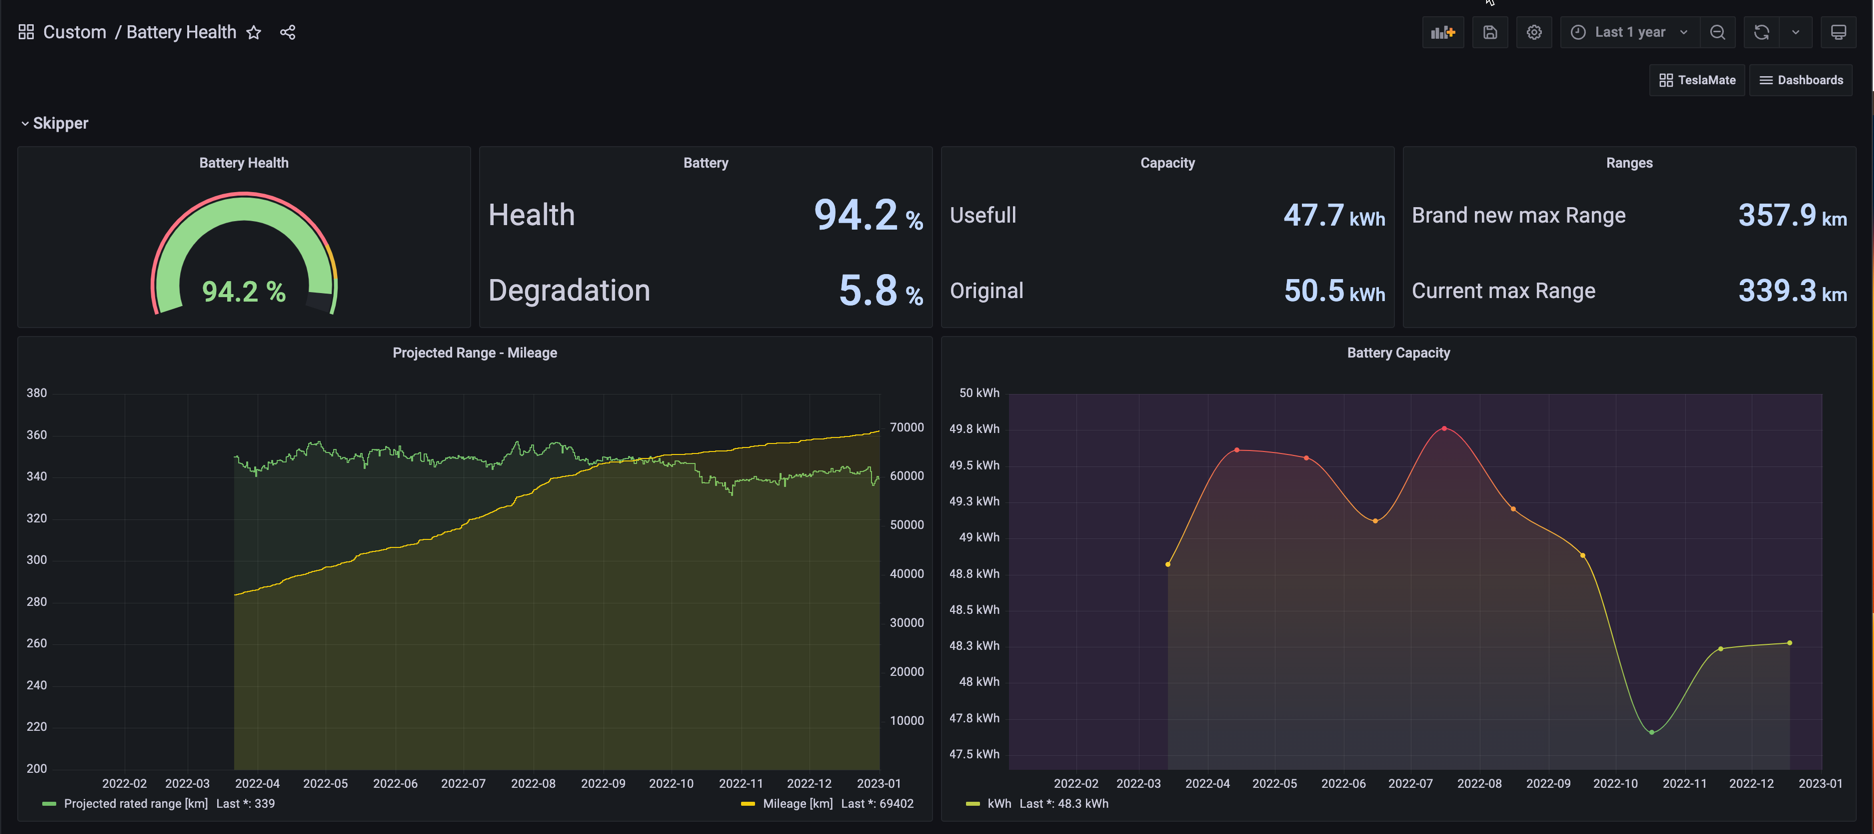 Custom / Battery Health
Last 1 year
TeslaMate
Dashboards
Skipper
Battery Health
94.2 %
Battery
Health 94.2 %
Degradation 5.8 %
Capacity
Usefull 47.7 kWh
Original 50.5 kWh
Ranges
Brand new max Range 357.9 km
Current max Range 339.3 km
Projected Range - Mileage
380
360
340
320
300
280
260
240
220
200
70000
60000
50000
40000
30000
20000
10000
2022-02 2022-03 2022-04 2022-05 2022-06 2022-07 2022-08 2022-09 2022-10 2022-11 2022-12 2023-01
Projected rated range [km] Last *: 339
Mileage [km] Last *: 69402
Battery Capacity
50 kWh
49.8 kWh
49.5 kWh
49.3 kWh
49 kWh
48.8 kWh
48.5 kWh
48.3 kWh
48 kWh
47.8 kWh
47.5 kWh
2022-02 2022-03 2022-04 2022-05 2022-06 2022-07 2022-08 2022-09 2022-10 2022-11 2022-12 2023-01
kWh Last *: 48.3 kWh